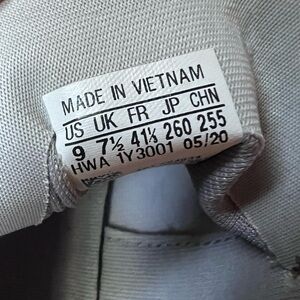 MADE IN VIETNAM
US UK FR JP CHN
9 7½ 41⅓ 260 255
HWA 1Y3001 05/20